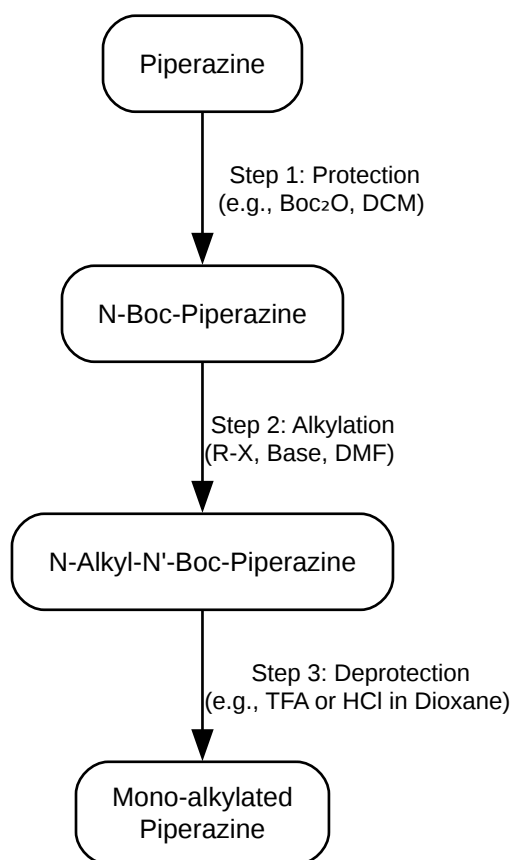 Piperazine
Step 1: Protection
(e.g., Boc₂O, DCM)
N-Boc-Piperazine
Step 2: Alkylation
(R-X, Base, DMF)
N-Alkyl-N'-Boc-Piperazine
Step 3: Deprotection
(e.g., TFA or HCl in Dioxane)
Mono-alkylated
Piperazine